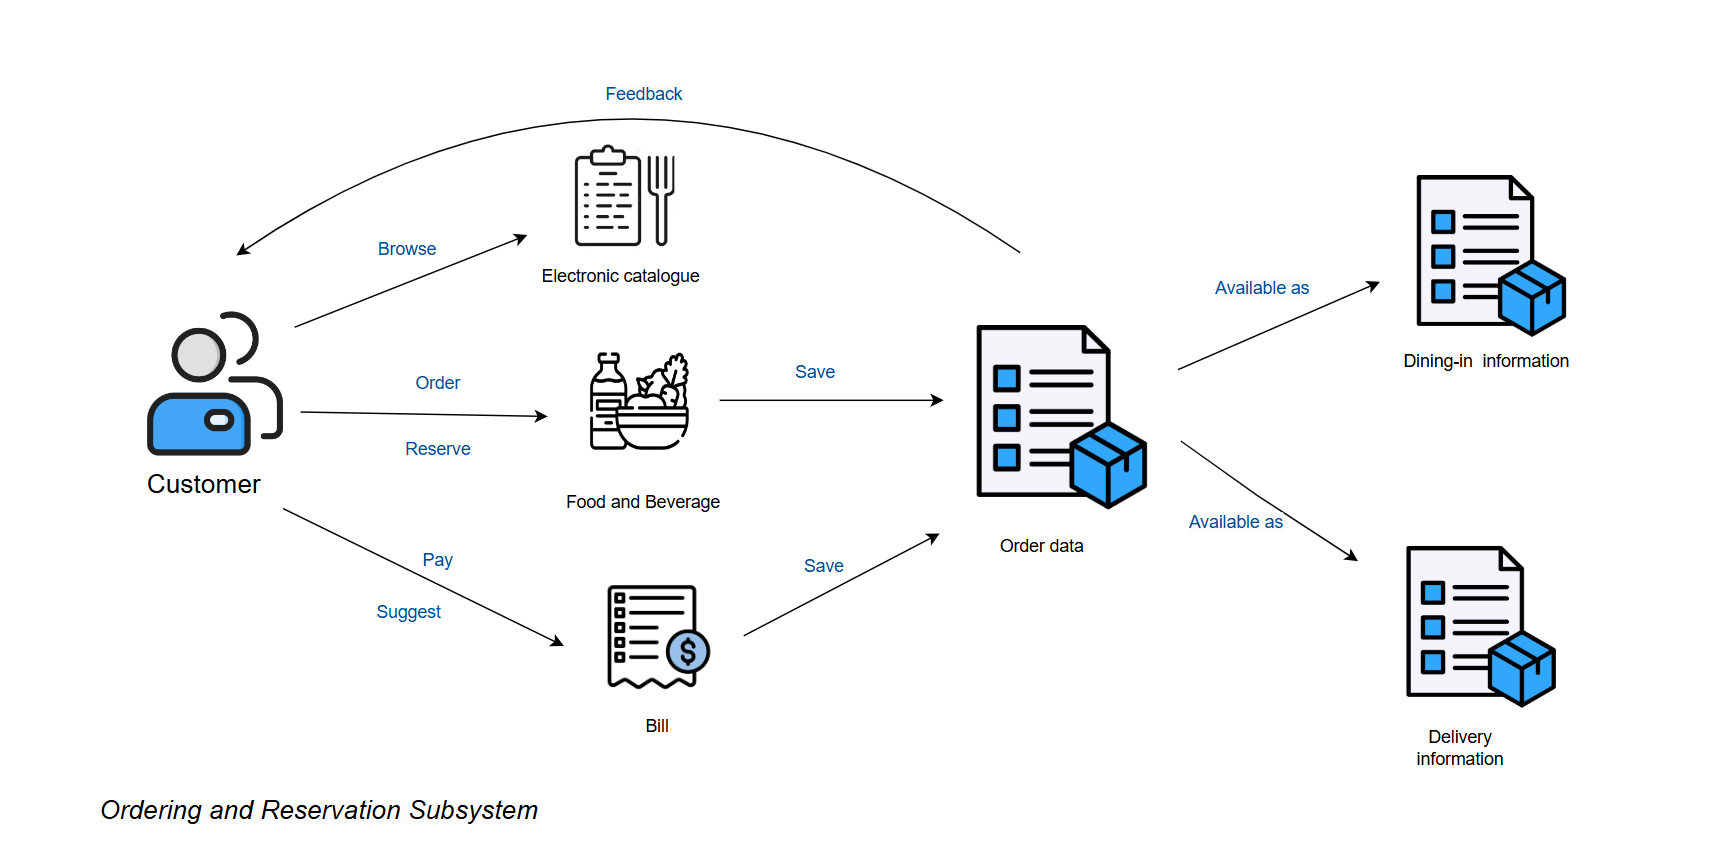 Feedback
Browse
Electronic catalogue
Available as
Dining-in  information
Order
Reserve
Save
Customer
Food and Beverage
Order data
Available as
Pay
Suggest
Save
Bill
Delivery
information
Ordering and Reservation Subsystem